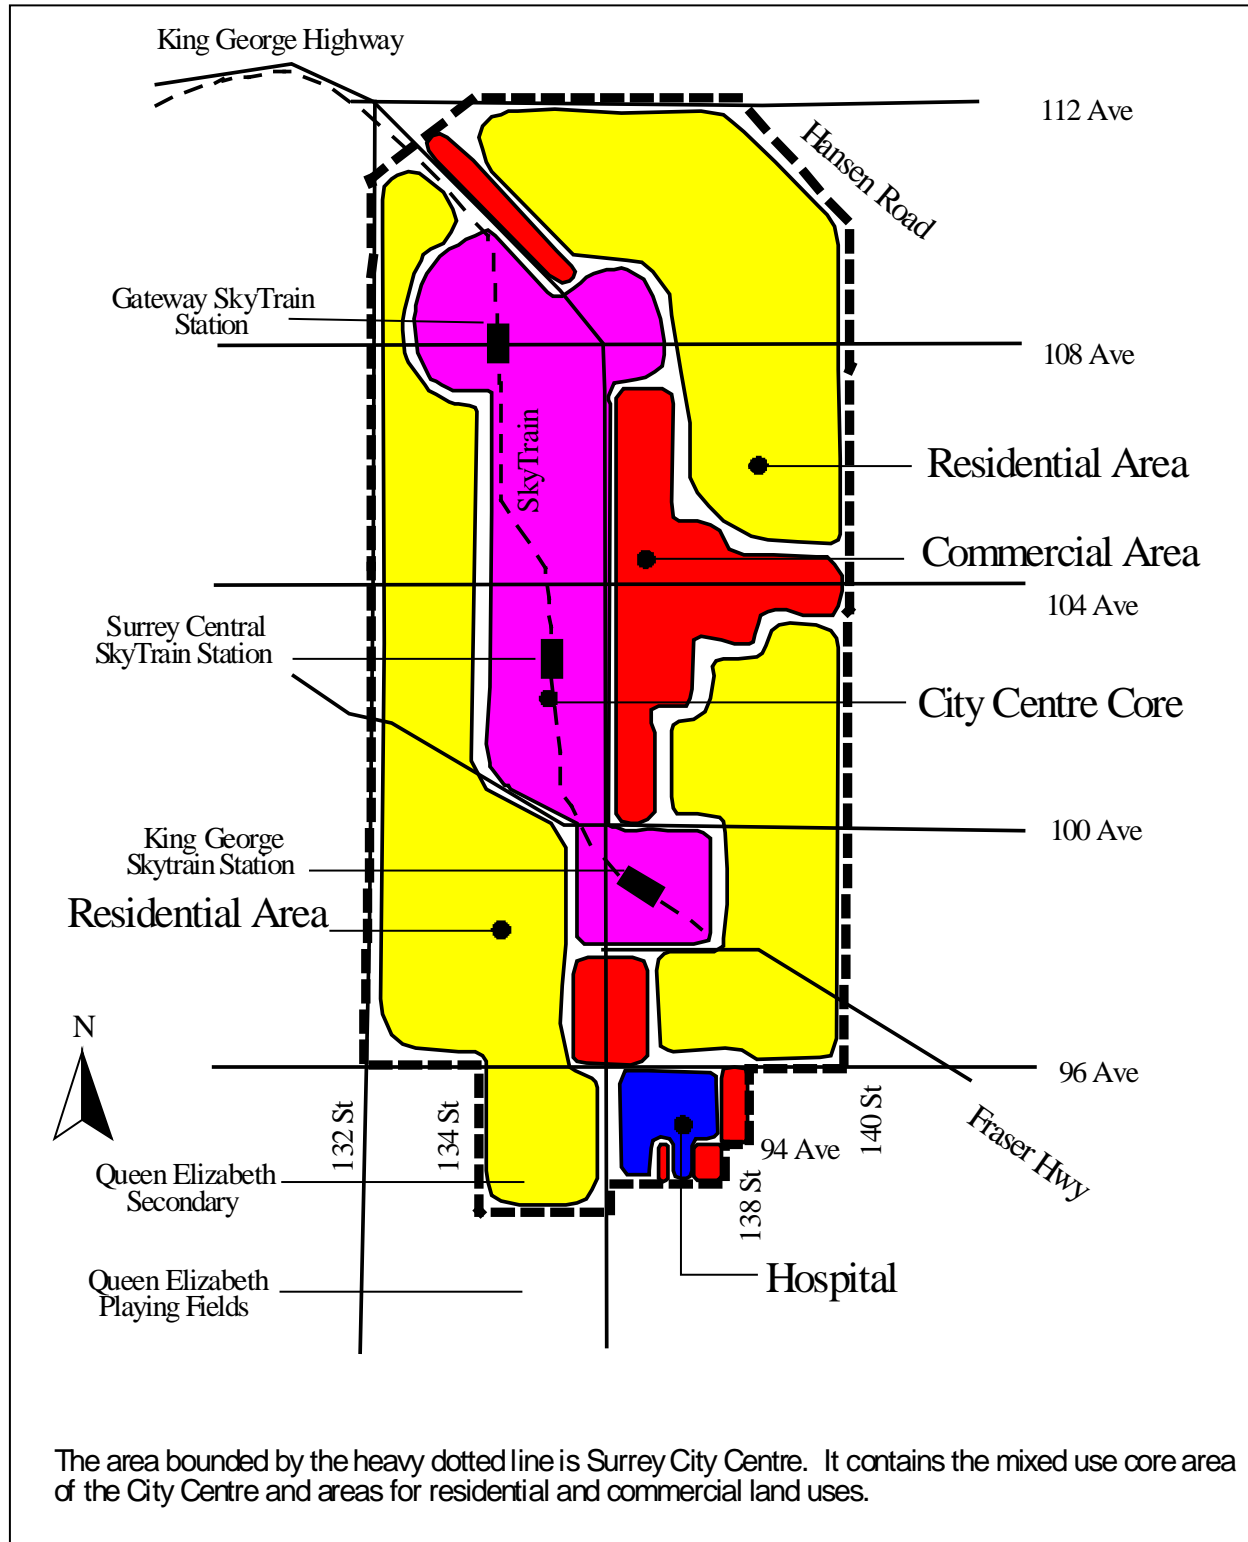 King George Highway
112 Ave
Hansen Road
Gateway SkyTrain
Station
108 Ave
SkyTrain
Residential Area
Commercial Area
104 Ave
Surrey Central
SkyTrain Station
City Centre Core
100 Ave
King George
Skytrain Station
Residential Area
N
96 Ave
132 St
134 St
140 St
Fraser Hwy
94 Ave
138 St
Queen Elizabeth
Secondary
Hospital
Queen Elizabeth
Playing Fields
The area bounded by the heavy dotted line is Surrey City Centre. It contains the mixed use core area
of the City Centre and areas for residential and commercial land uses.